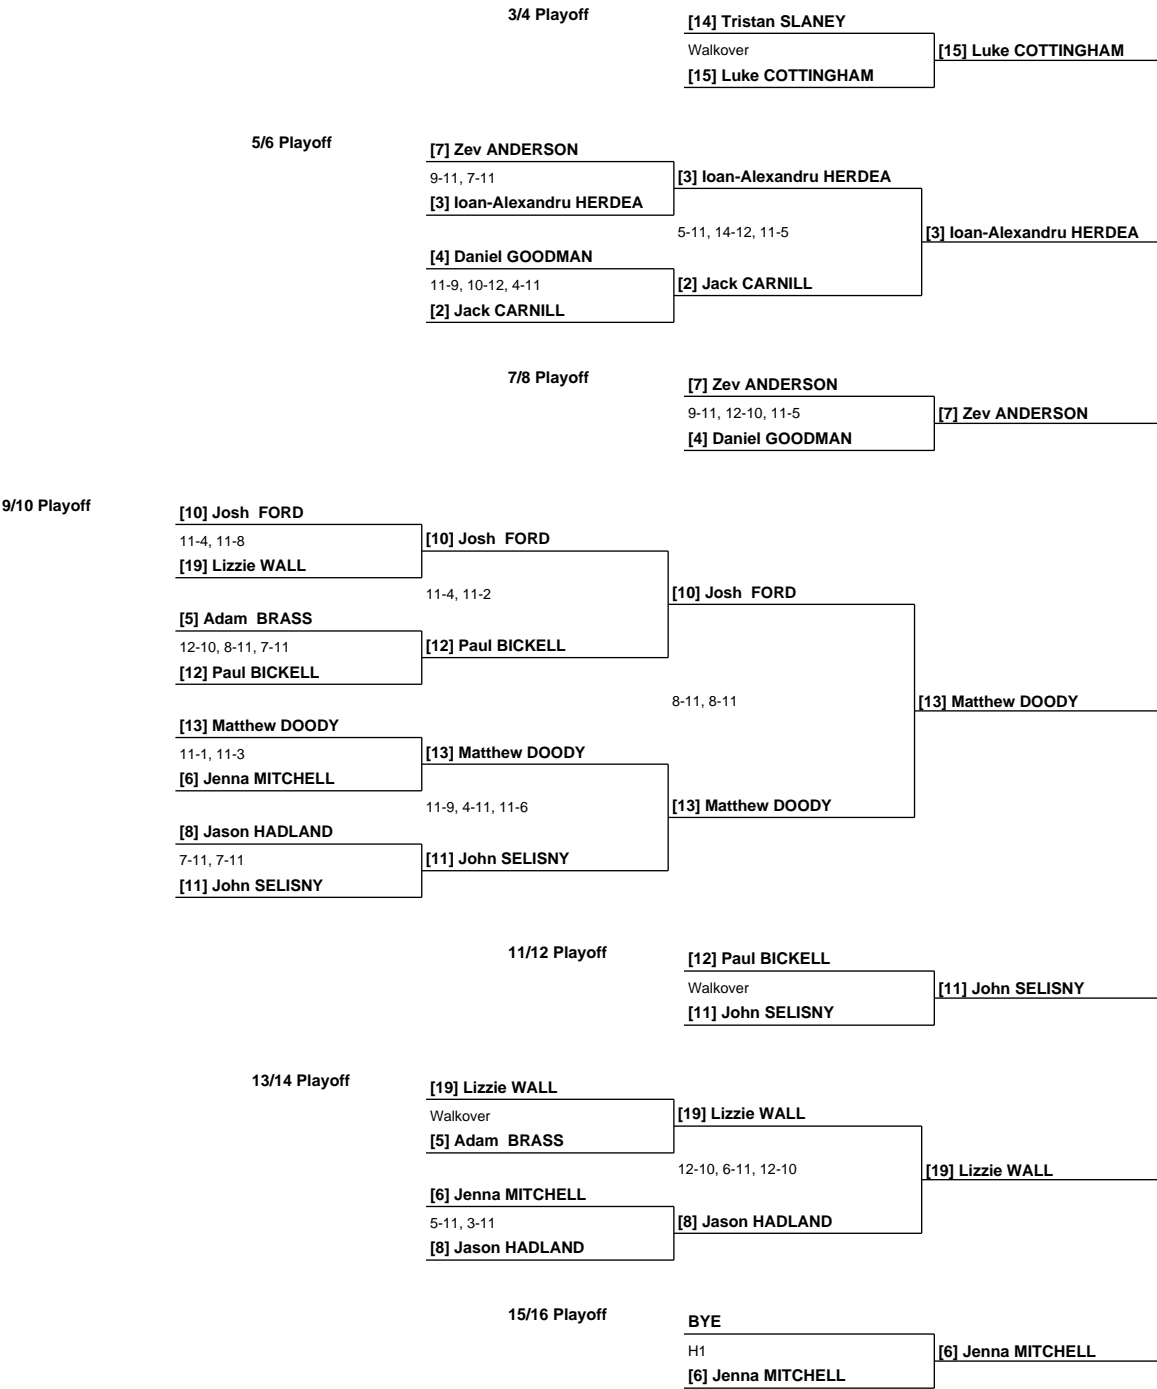 3/4 Playoff
[14] Tristan SLANEY
Walkover
[15] Luke COTTINGHAM
[15] Luke COTTINGHAM
5/6 Playoff
[7] Zev ANDERSON
9-11, 7-11
[3] Ioan-Alexandru HERDEA
[3] Ioan-Alexandru HERDEA
5-11, 14-12, 11-5
[3] Ioan-Alexandru HERDEA
[4] Daniel GOODMAN
11-9, 10-12, 4-11
[2] Jack CARNILL
[2] Jack CARNILL
7/8 Playoff
[7] Zev ANDERSON
9-11, 12-10, 11-5
[7] Zev ANDERSON
[4] Daniel GOODMAN
9/10 Playoff
[10] Josh  FORD
11-4, 11-8
[10] Josh  FORD
[19] Lizzie WALL
11-4, 11-2
[10] Josh  FORD
[5] Adam  BRASS
12-10, 8-11, 7-11
[12] Paul BICKELL
[12] Paul BICKELL
8-11, 8-11
[13] Matthew DOODY
[13] Matthew DOODY
11-1, 11-3
[13] Matthew DOODY
[6] Jenna MITCHELL
11-9, 4-11, 11-6
[13] Matthew DOODY
[8] Jason HADLAND
7-11, 7-11
[11] John SELISNY
[11] John SELISNY
11/12 Playoff
[12] Paul BICKELL
Walkover
[11] John SELISNY
[11] John SELISNY
13/14 Playoff
[19] Lizzie WALL
Walkover
[19] Lizzie WALL
[5] Adam  BRASS
12-10, 6-11, 12-10
[19] Lizzie WALL
[6] Jenna MITCHELL
5-11, 3-11
[8] Jason HADLAND
[8] Jason HADLAND
15/16 Playoff
BYE
H1
[6] Jenna MITCHELL
[6] Jenna MITCHELL